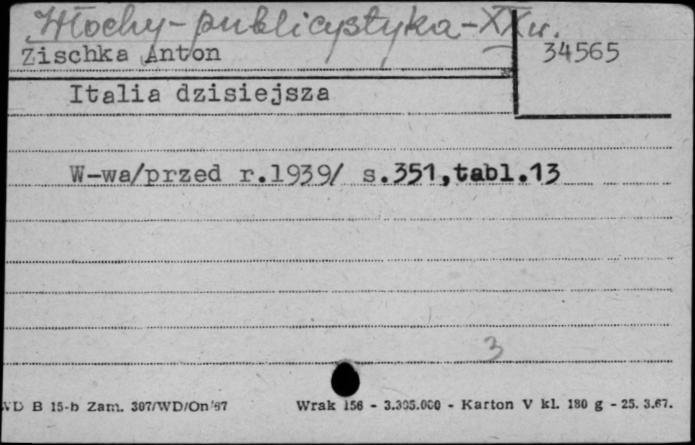 Włochy-publicystyka-XX w.
Zischka Anton
34565
Italia dzisiejsza
W-wa/przed r.1939/ s.351,tabl.13
3
WD B 15-b Zam. 307/WD/On/67 Wrak 156 - 3.305.000 - Karton V kl. 180 g - 25. 3.67.